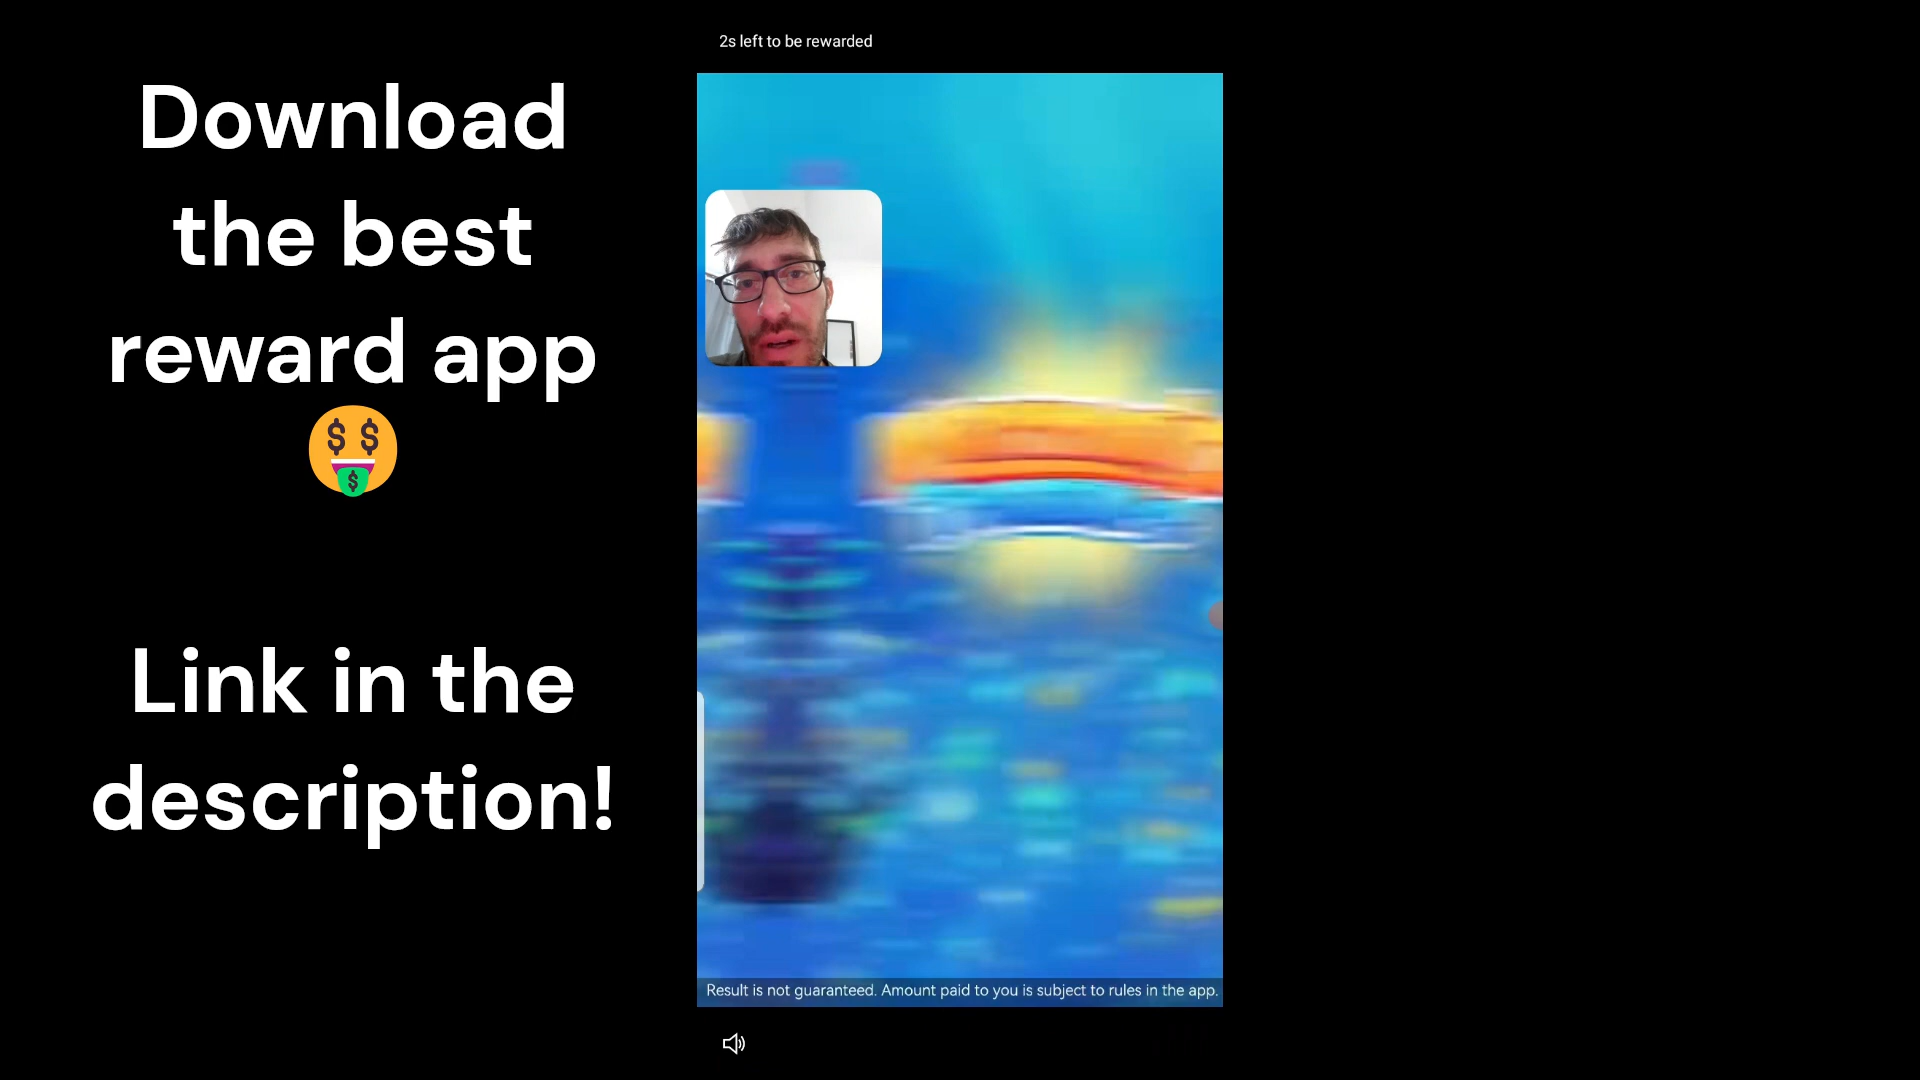 Download
the best
reward app
🤑
Link in the
description!
2s left to be rewarded
Result is not guaranteed. Amount paid to you is subject to rules in the app.